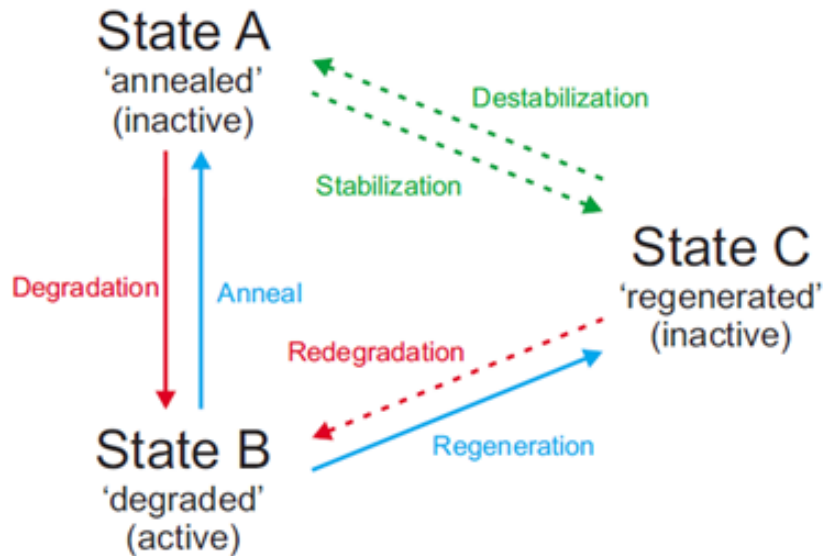 State A
‘annealed’
(inactive)
Destabilization
Stabilization
State C
‘regenerated’
(inactive)
Degradation
Anneal
Redegradation
Regeneration
State B
‘degraded’
(active)